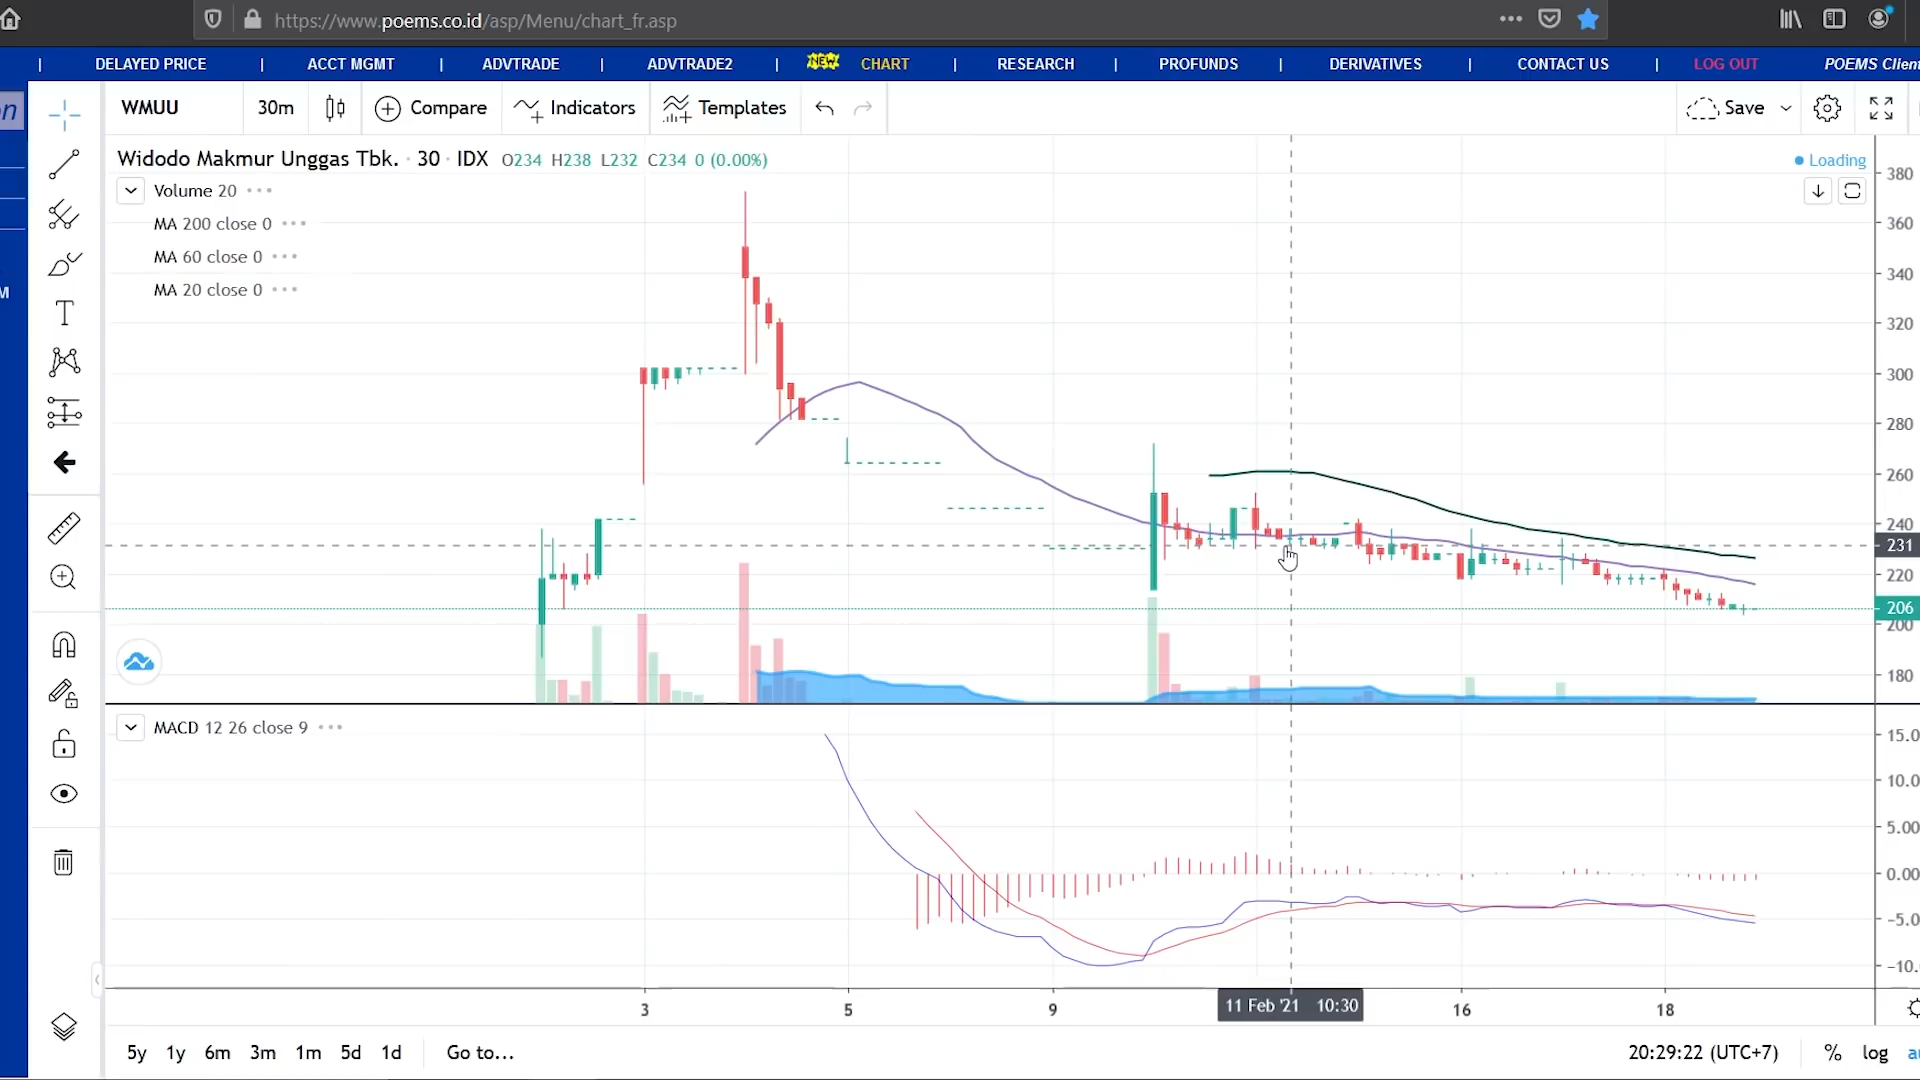 https://www.poems.co.id/asp/Menu/chart_fr.asp
| DELAYED PRICE | ACCT MGMT | ADVTRADE | ADVTRADE2 | NEW CHART | RESEARCH | PROFUNDS | DERIVATIVES | CONTACT US | LOG OUT POEMS Client
on
WMUU 30m Compare Indicators Templates Save
Widodo Makmur Unggas Tbk. · 30 · IDX O234 H238 L232 C234 0 (0.00%)
Loading
Volume 20
MA 200 close 0
MA 60 close 0
MA 20 close 0
M
380
360
340
320
300
280
260
240
231
220
206
200
180
MACD 12 26 close 9
15.0
10.0
5.00
0.00
-5.0
-10.
3 5 9 11 Feb '21 10:30 16 18
5y 1y 6m 3m 1m 5d 1d Go to... 20:29:22 (UTC+7) % log